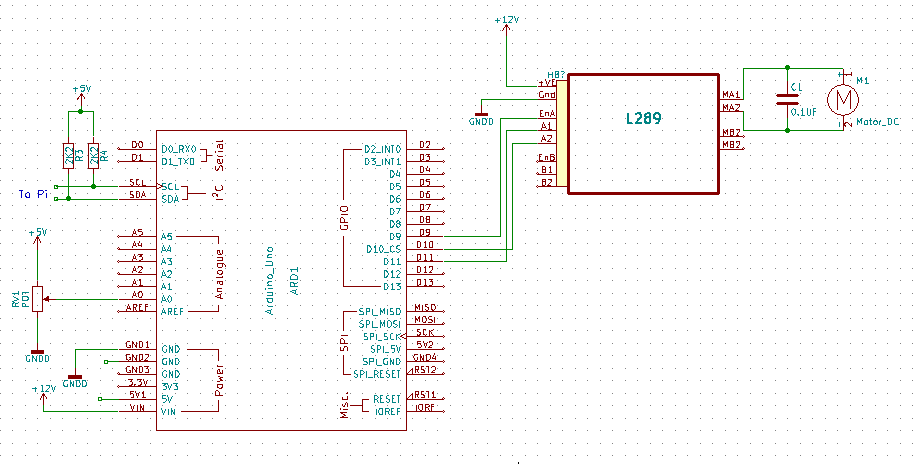 +12V
HB?
+VE
Gnd
EnA
A1
A2
EnB
B1
B2
GNDD
L289
MA1
MA2
MB2
MB2
CL
0.1UF
M1
M
+ 1
- 2
Motor_DC
+5V
2K2
R3
2K2
R4
To Pi
SCL
SDA
D0
D1
D0_RX0
D1_TX0
Serial
SCL
SDA
I²C
+5V
RV1
POT
GNDD
A5
A4
A3
A2
A1
A0
AREF
A5
A4
A3
A2
A1
A0
AREF
Analogue
Arduino_Uno
ARD1
GND1
GND2
GND3
3.3V
5V1
VIN
GND
GND
GND
3V3
5V
VIN
Power
GNDD
+12V
GPIO
D2_INT0
D3_INT1
D4
D5
D6
D7
D8
D9
D10_CS
D11
D12
D13
D2
D3
D4
D5
D6
D7
D8
D9
D10
D11
D12
D13
SPI
SPI_MISO
SPI_MOSI
SPI_SCK
SPI_5V
SPI_GND
SPI_RESET
MISO
MOSI
SCK
5V2
GND4
RST2
Misc.
RESET
IOREF
RST1
IORF